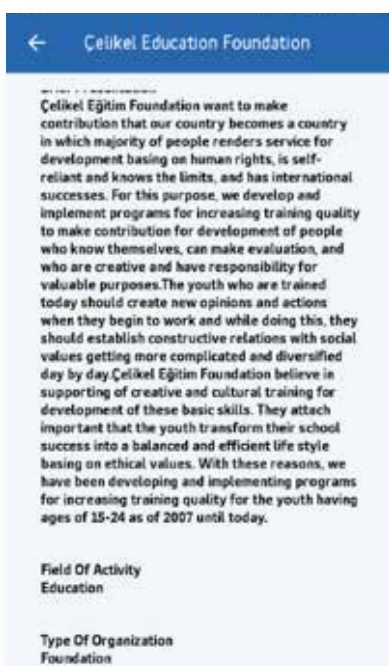 Çelikel Education Foundation
Çelikel Eğitim Foundation want to make
contribution that our country becomes a country
in which majority of people renders service for
development basing on human rights, is self-
reliant and knows the limits, and has international
successes. For this purpose, we develop and
implement programs for increasing training quality
to make contribution for development of people
who know themselves, can make evaluation, and
who are creative and have responsibility for
valuable purposes.The youth who are trained
today should create new opinions and actions
when they begin to work and while doing this, they
should establish constructive relations with social
values getting more complicated and diversified
day by day.Çelikel Eğitim Foundation believe in
supporting of creative and cultural training for
development of these basic skills. They attach
important that the youth transform their school
success into a balanced and efficient life style
basing on ethical values. With these reasons, we
have been developing and implementing programs
for increasing training quality for the youth having
ages of 15-24 as of 2007 until today.
Field Of Activity
Education
Type Of Organization
Foundation